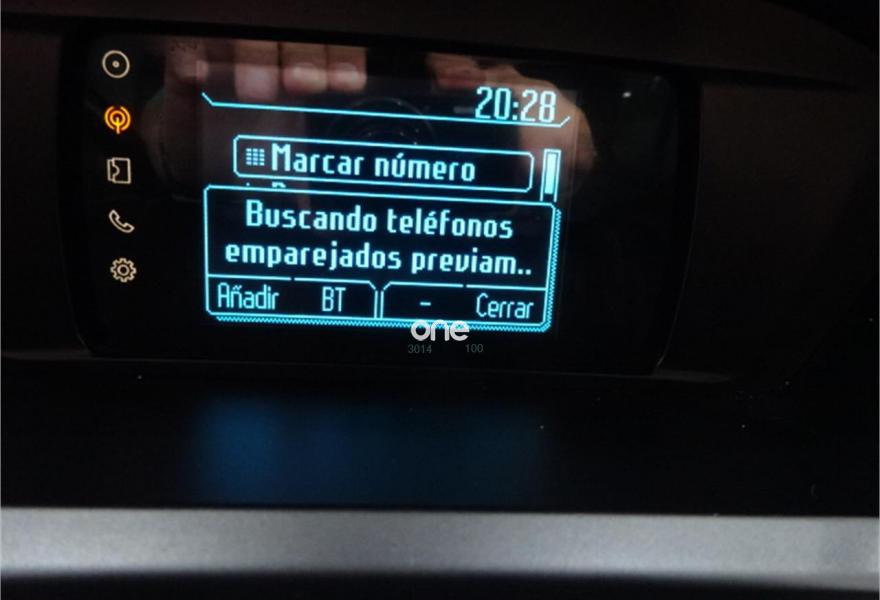 20:28
Marcar número
Buscando teléfonos
emparejados previam..
Añadir BT - Cerrar
one
3014 100